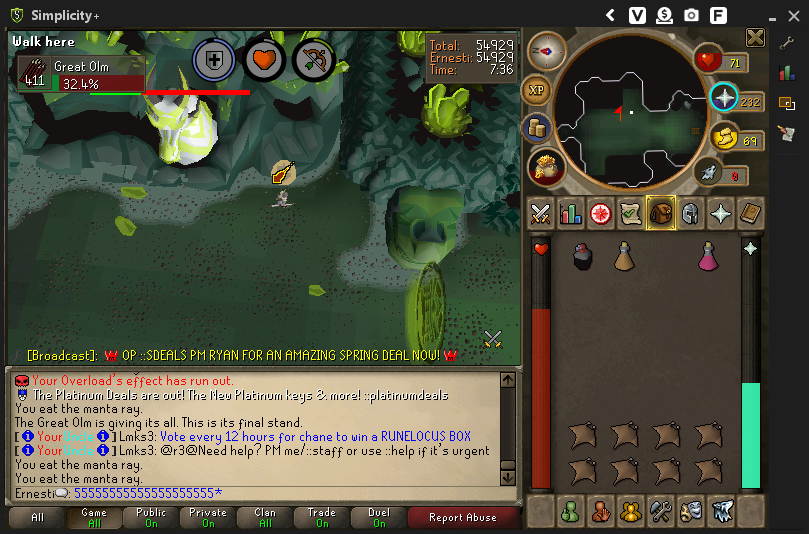 Simplicity+
Walk here
Great Olm
411
32.4%
Total: 54929
Ernesti: 54929
Time: 7:36
XP
71
232
69
0
[Broadcast]: OP ::SDEALS PM RYAN FOR AN AMAZING SPRING DEAL NOW!
Your Overload's effect has run out.
The Platinum Deals are out! The New Platinum keys & more! ::platinumdeals
You eat the manta ray.
The Great Olm is giving its all. This is its final stand.
Lmks3: Vote every 12 hours for chane to win a RUNELOCUS BOX
Lmks3: @r3@Need help? PM me/::staff or use ::help if it's urgent
You eat the manta ray.
You eat the manta ray.
All
Game
All
Public
On
Private
On
Clan
All
Trade
On
Duel
On
Report Abuse